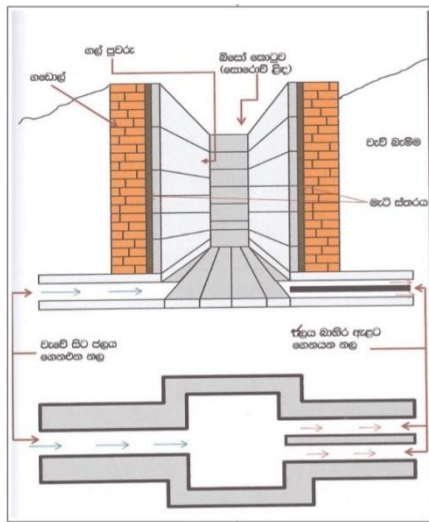 ගල් පුවරු
බිසෝ කොටුව
(සොරොව් ළිඳ)
ගඩොල්
වැව් බැම්ම
මැටි ස්තරය
වැවේ සිට ජලය
ගෙනඑන නල
ජලය බාහිර ඇළට
ගෙනයන නල